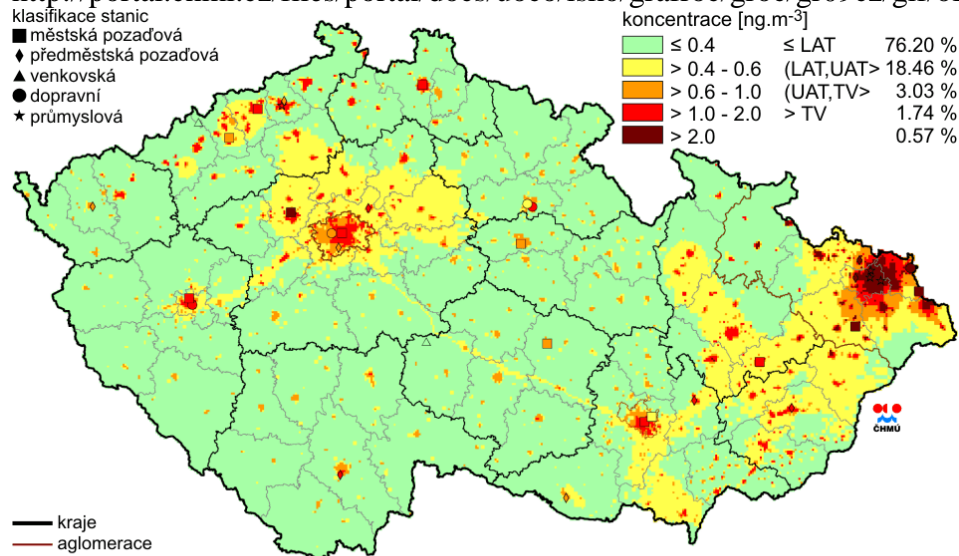 klasifikace stanic
městská pozaďová
předměstská pozaďová
venkovská
dopravní
průmyslová
koncentrace [ng.m-3]
≤ 0.4 ≤ LAT 76.20 %
> 0.4 - 0.6 (LAT,UAT> 18.46 %
> 0.6 - 1.0 (UAT,TV> 3.03 %
> 1.0 - 2.0 > TV 1.74 %
> 2.0 0.57 %
ČHMÚ
kraje
aglomerace